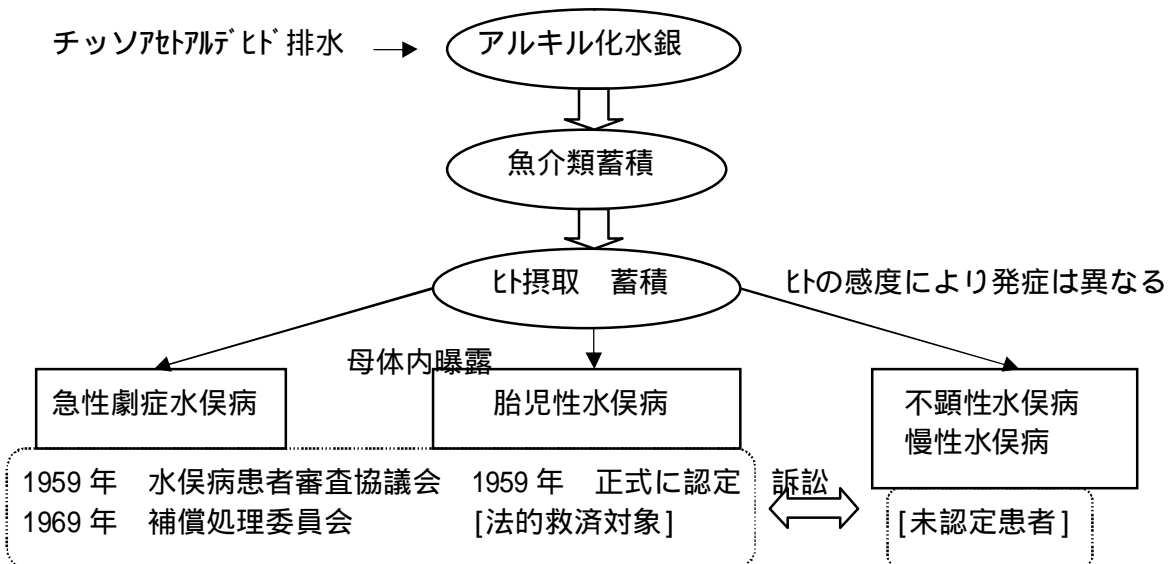 チッソｱｾﾄｱﾙﾃﾞﾋﾄﾞ排水
アルキル化水銀
魚介類蓄積
ﾋﾄ摂取　蓄積
ﾋﾄの感度により発症は異なる
母体内曝露
急性劇症水俣病
胎児性水俣病
不顕性水俣病
慢性水俣病
1959 年　水俣病患者審査協議会　1959 年　正式に認定
訴訟
1969 年　補償処理委員会　[法的救済対象]
[未認定患者]